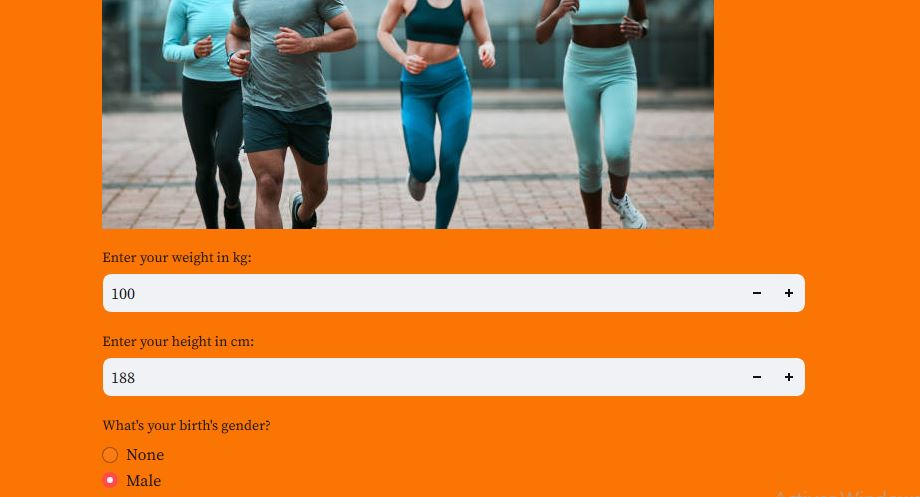 Enter your weight in kg:
100
Enter your height in cm:
188
What's your birth's gender?
None
Male